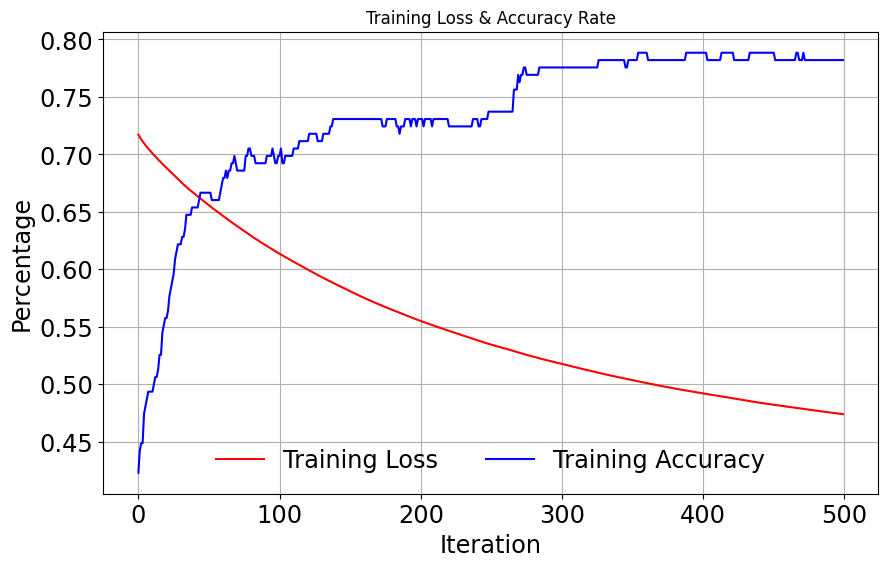 Training Loss & Accuracy Rate
0.80
0.75
0.70
0.65
0.60
0.55
0.50
0.45
Percentage
Training Loss Training Accuracy
0 100 200 300 400 500
Iteration